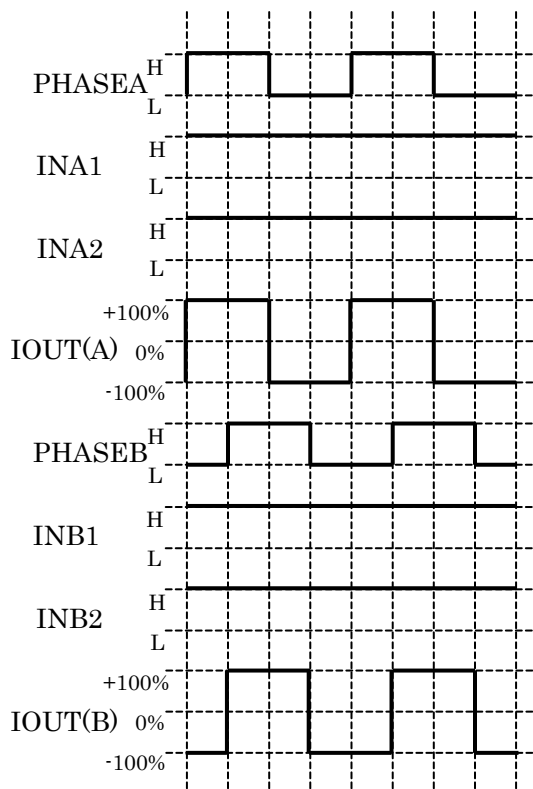 PHASEA H
L
INA1 H
L
INA2 H
L
+100%
IOUT(A) 0%
-100%
PHASEB H
L
INB1 H
L
INB2 H
L
+100%
IOUT(B) 0%
-100%